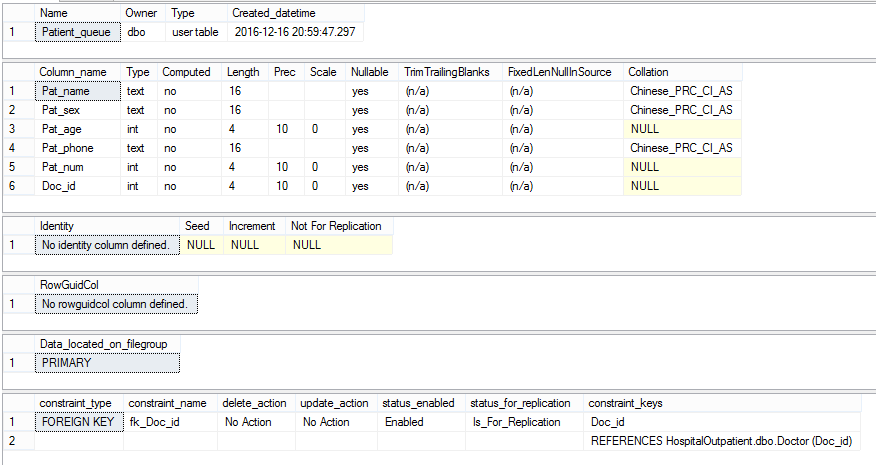 Name Owner Type Created_datetime
1 Patient_queue dbo user table 2016-12-16 20:59:47.297
Column_name Type Computed Length Prec Scale Nullable TrimTrailingBlanks FixedLenNullInSource Collation
1 Pat_name text no 16 yes (n/a) (n/a) Chinese_PRC_CI_AS
2 Pat_sex text no 16 yes (n/a) (n/a) Chinese_PRC_CI_AS
3 Pat_age int no 4 10 0 yes (n/a) (n/a) NULL
4 Pat_phone text no 16 yes (n/a) (n/a) Chinese_PRC_CI_AS
5 Pat_num int no 4 10 0 yes (n/a) (n/a) NULL
6 Doc_id int no 4 10 0 yes (n/a) (n/a) NULL
Identity Seed Increment Not For Replication
1 No identity column defined. NULL NULL NULL
RowGuidCol
1 No rowguidcol column defined.
Data_located_on_filegroup
1 PRIMARY
constraint_type constraint_name delete_action update_action status_enabled status_for_replication constraint_keys
1 FOREIGN KEY fk_Doc_id No Action No Action Enabled Is_For_Replication Doc_id
2 REFERENCES HospitalOutpatient.dbo.Doctor (Doc_id)